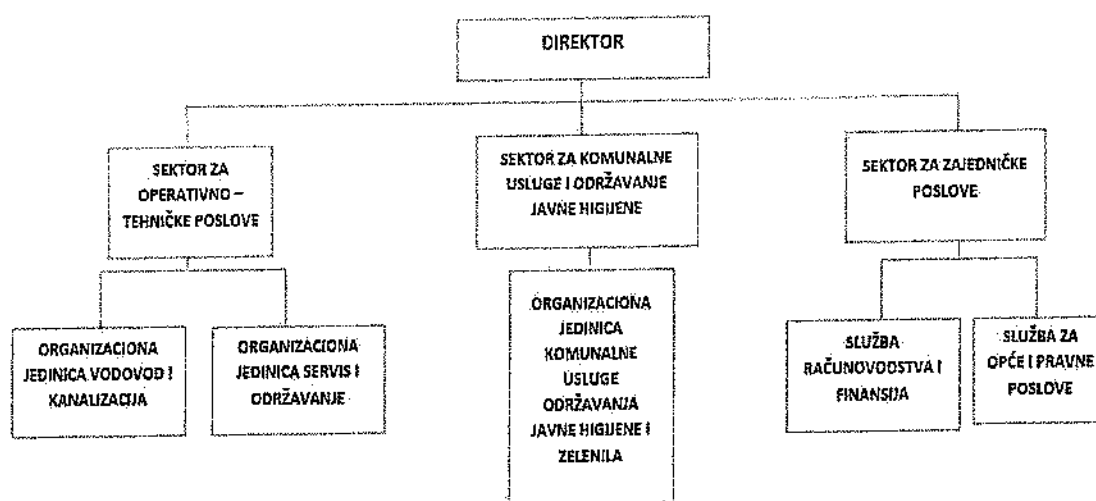 DIREKTOR
SEKTOR ZA
OPERATIVNO –
TEHNIČKE POSLOVE
SEKTOR ZA KOMUNALNE
USLUGE I ODRŽAVANJE
JAVNE HIGIJENE
SEKTOR ZA ZAJEDNIČKE
POSLOVE
ORGANIZACIONA
JEDINICA VODOVOD I
KANALIZACIJA
ORGANIZACIONA
JEDINICA SERVIS I
ODRŽAVANJE
ORGANIZACIONA
JEDINICA
KOMUNALNE
USLUGE
ODRŽAVANJA
JAVNE HIGIJENE I
ZELENILA
SLUŽBA
RAČUNOVODSTVA I
FINANSIJA
SLUŽBA ZA
OPĆE I PRAVNE
POSLOVE